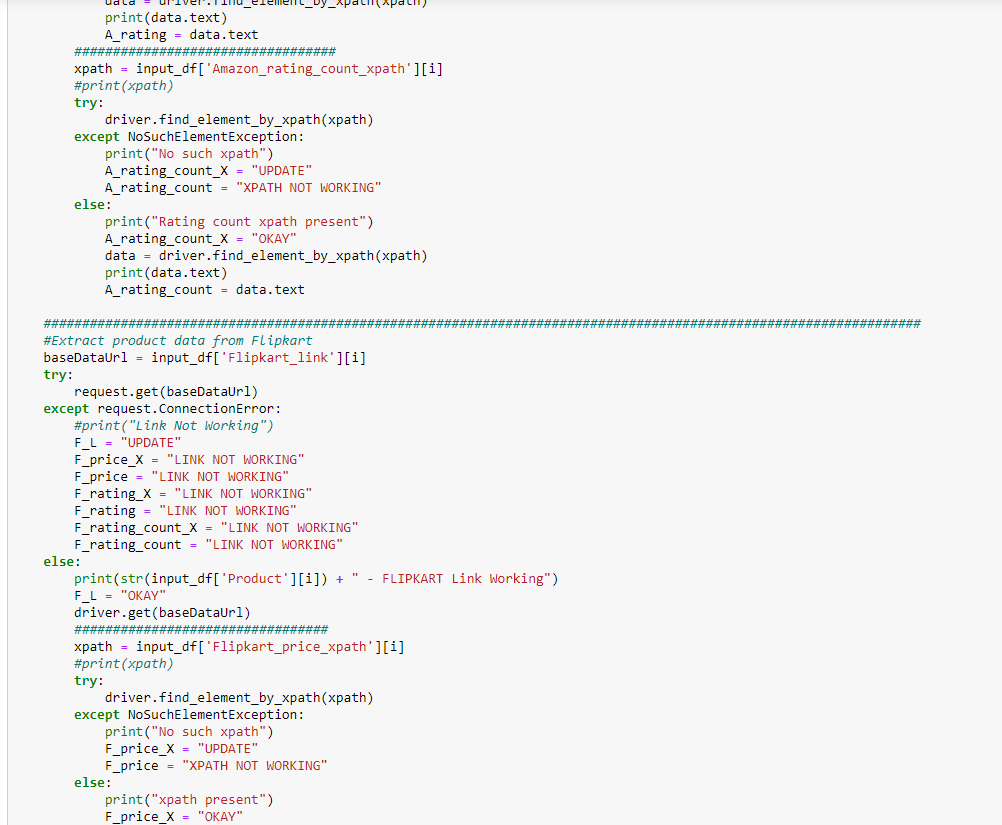 data = driver.find_element_by_xpath(xpath)
print(data.text)
A_rating = data.text
##################################
xpath = input_df['Amazon_rating_count_xpath'][i]
#print(xpath)
try:
driver.find_element_by_xpath(xpath)
except NoSuchElementException:
print("No such xpath")
A_rating_count_X = "UPDATE"
A_rating_count = "XPATH NOT WORKING"
else:
print("Rating count xpath present")
A_rating_count_X = "OKAY"
data = driver.find_element_by_xpath(xpath)
print(data.text)
A_rating_count = data.text
##################################################################################################################
#Extract product data from Flipkart
baseDataUrl = input_df['Flipkart_link'][i]
try:
request.get(baseDataUrl)
except request.ConnectionError:
#print("Link Not Working")
F_L = "UPDATE"
F_price_X = "LINK NOT WORKING"
F_price = "LINK NOT WORKING"
F_rating_X = "LINK NOT WORKING"
F_rating = "LINK NOT WORKING"
F_rating_count_X = "LINK NOT WORKING"
F_rating_count = "LINK NOT WORKING"
else:
print(str(input_df['Product'][i]) + " - FLIPKART Link Working")
F_L = "OKAY"
driver.get(baseDataUrl)
#################################
xpath = input_df['Flipkart_price_xpath'][i]
#print(xpath)
try:
driver.find_element_by_xpath(xpath)
except NoSuchElementException:
print("No such xpath")
F_price_X = "UPDATE"
F_price = "XPATH NOT WORKING"
else:
print("xpath present")
F_price_X = "OKAY"